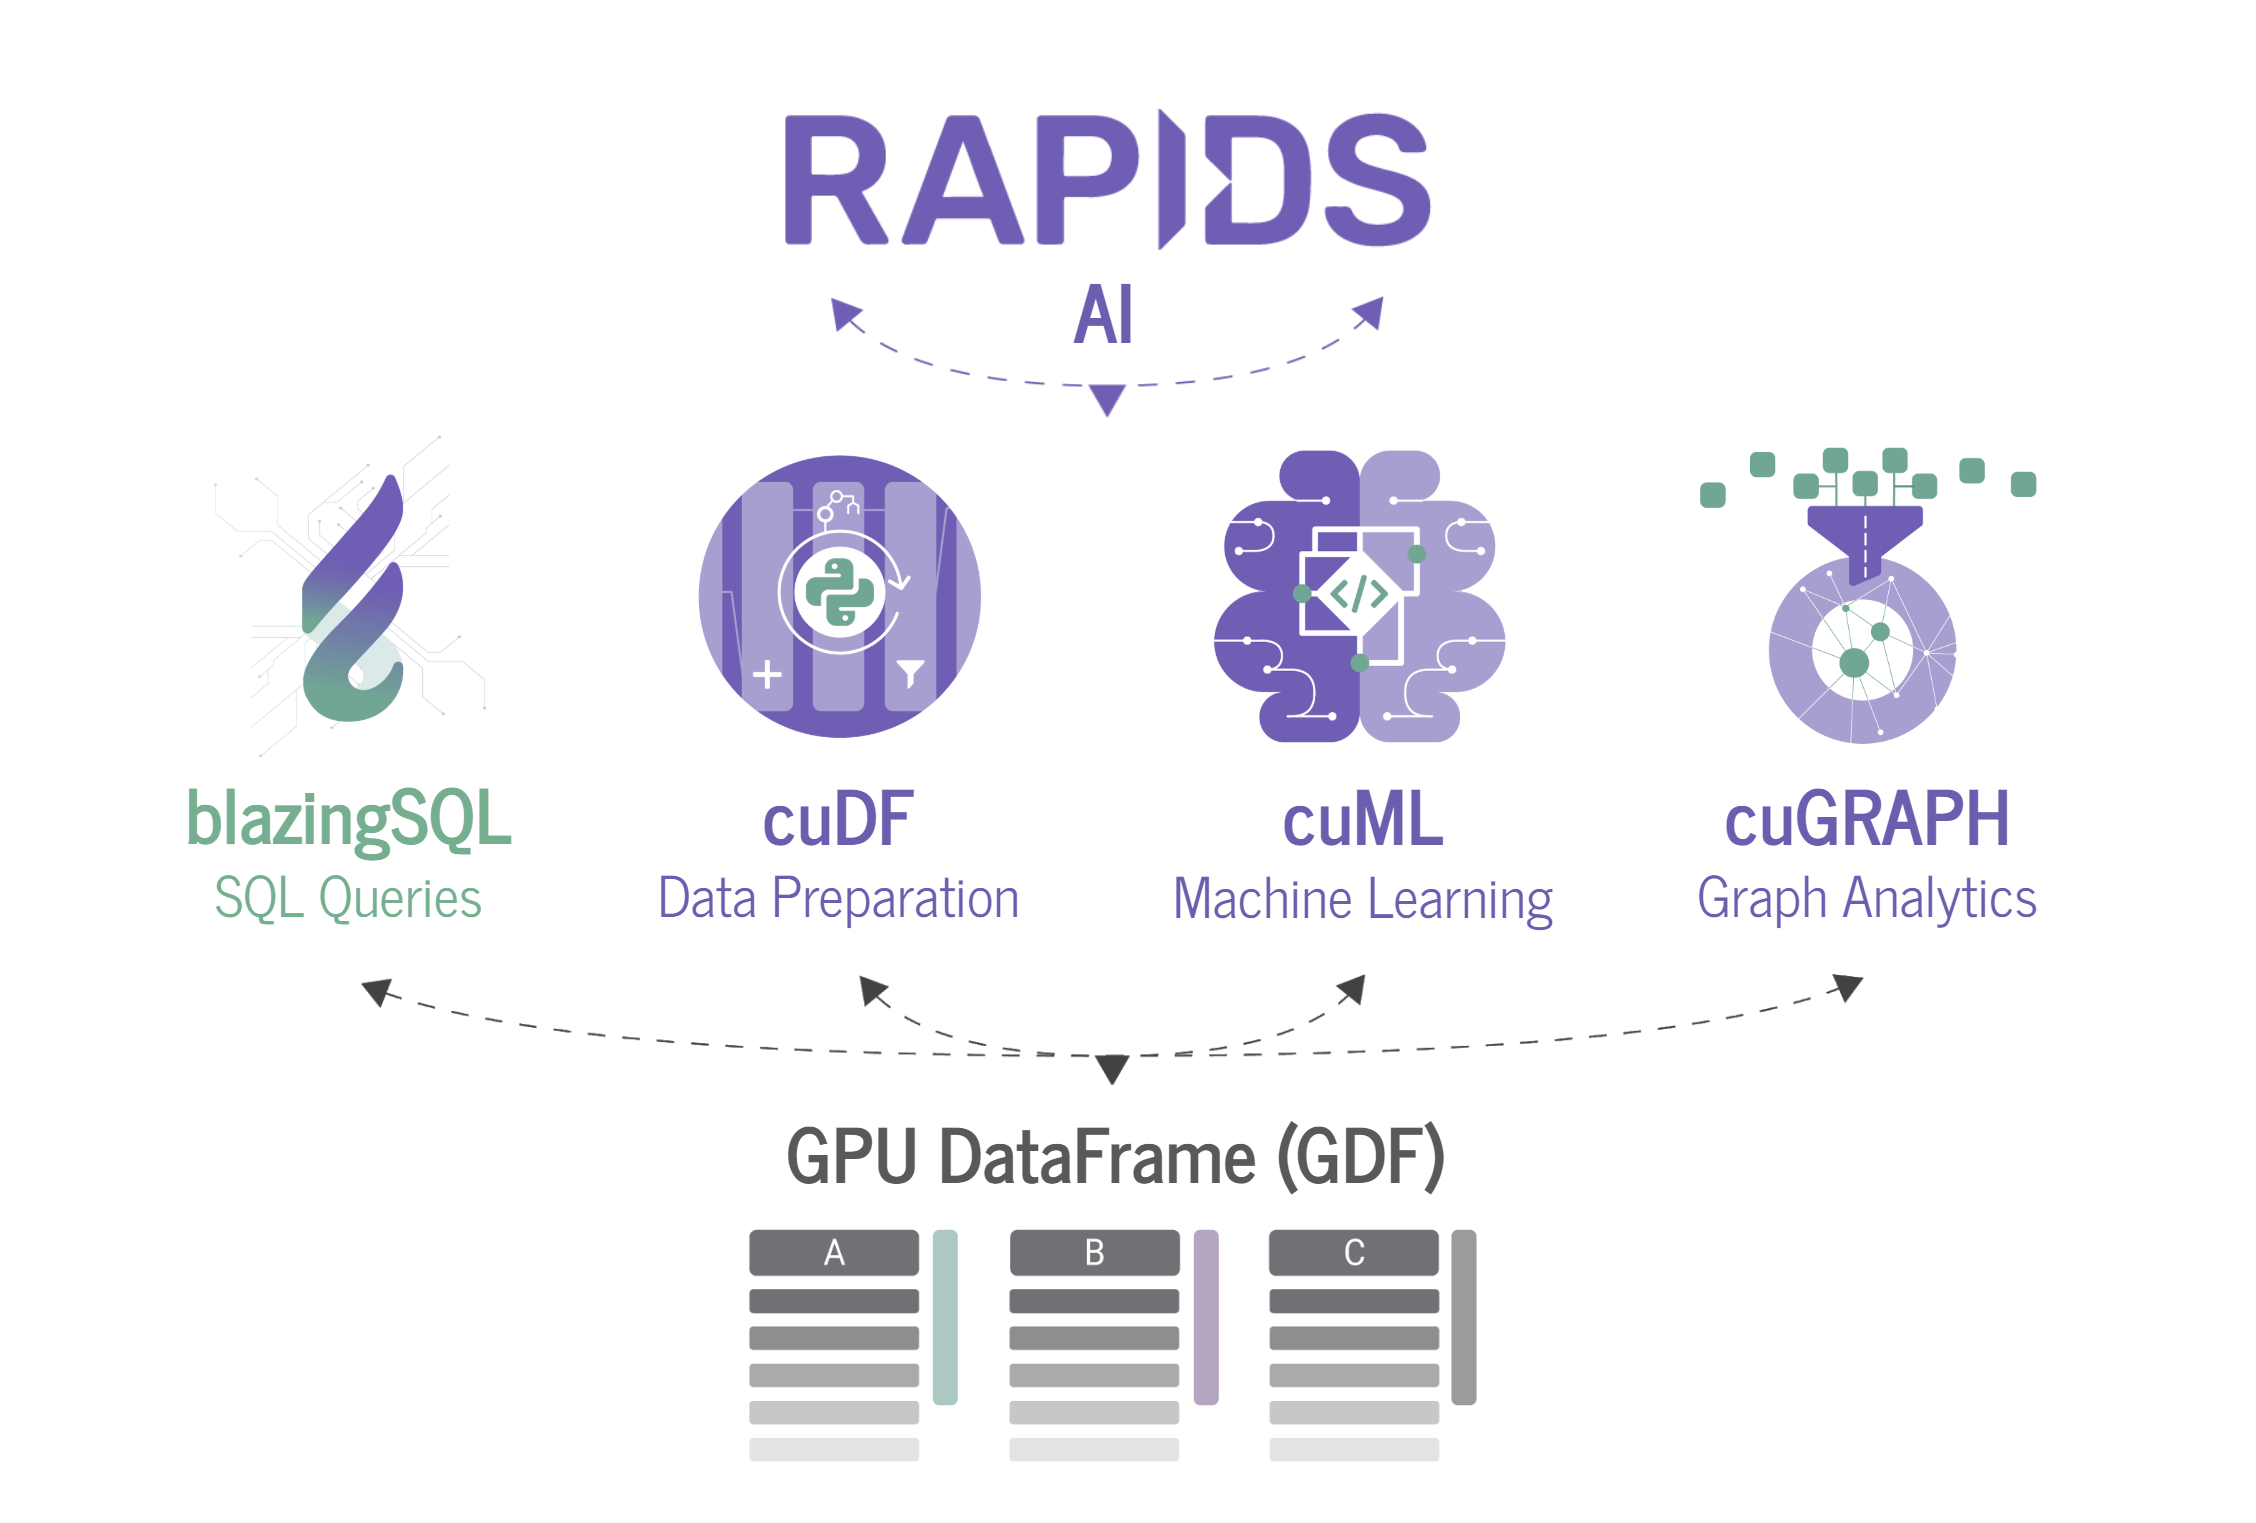 RAPIDS
AI
</>
blazingSQL
SQL Queries
cuDF
Data Preparation
cuML
Machine Learning
cuGRAPH
Graph Analytics
GPU DataFrame (GDF)
A
B
C